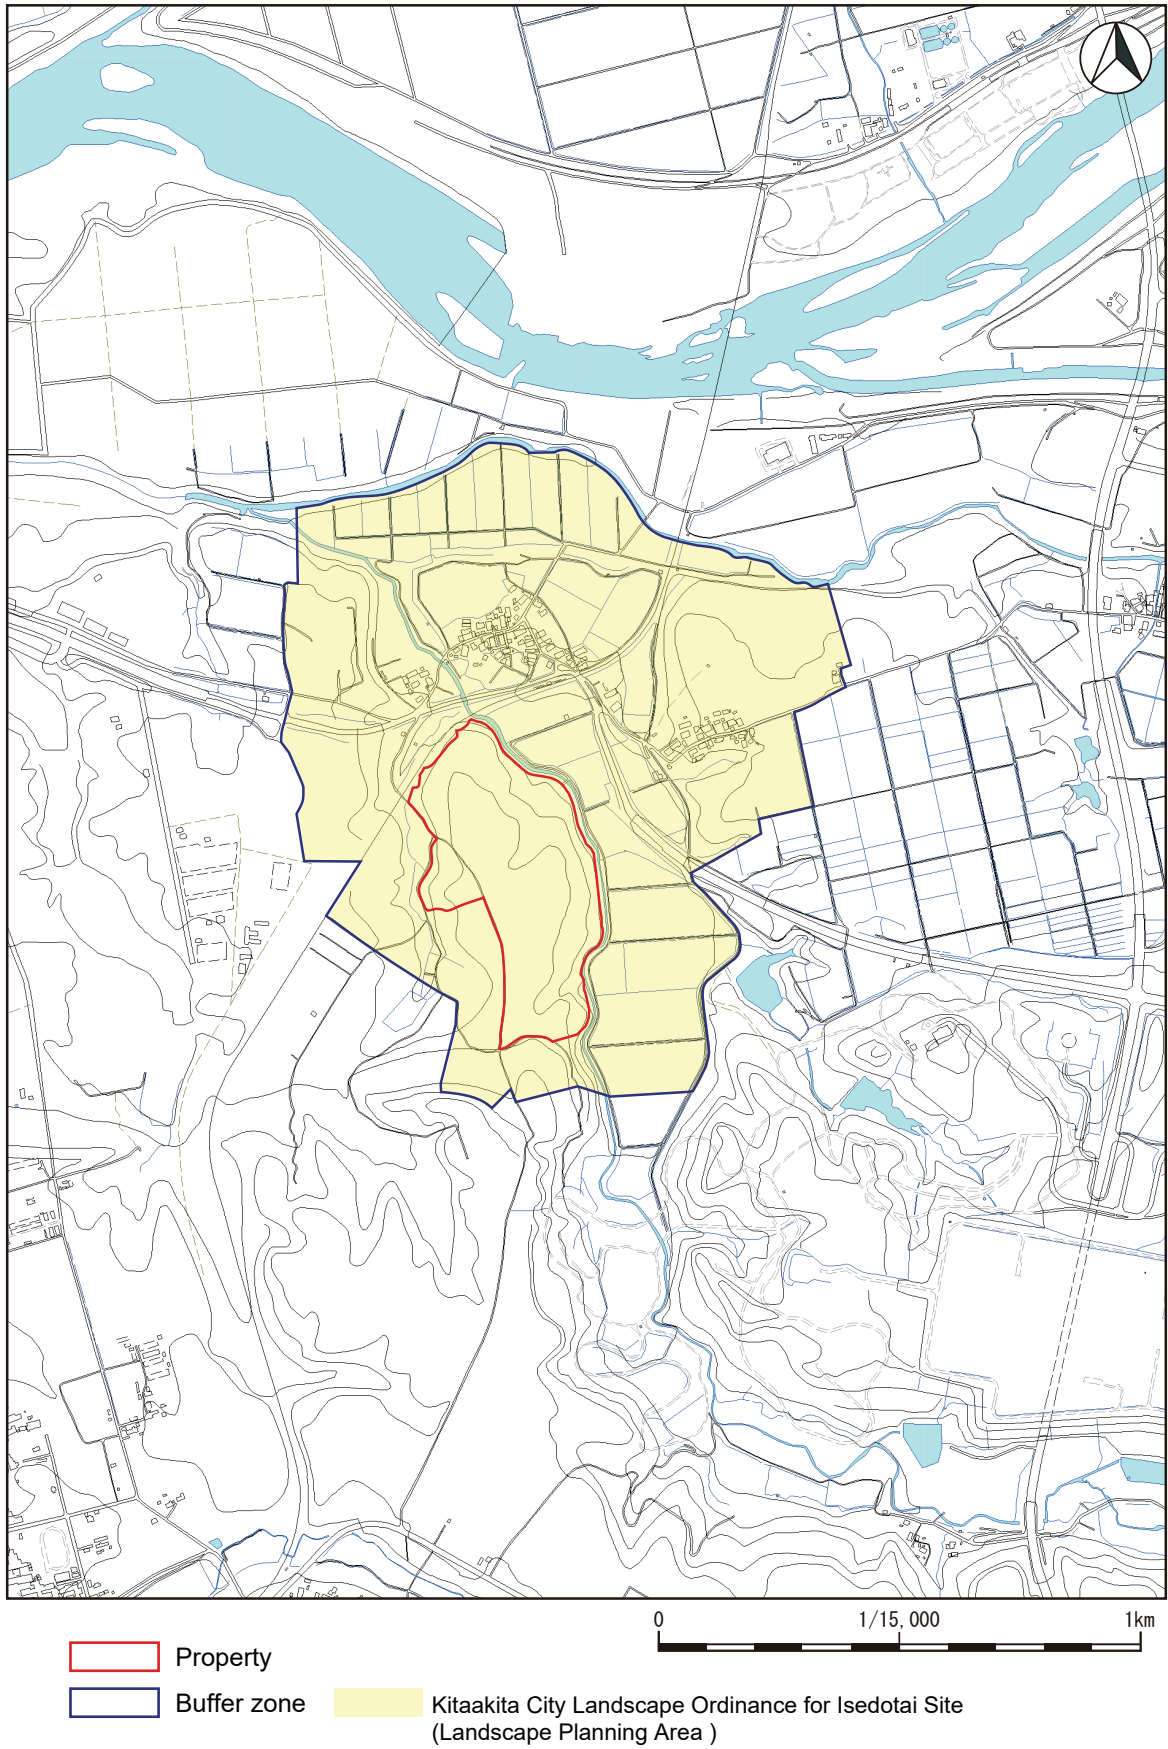 0 1/15,000 1km
Property
Buffer zone
Kitaakita City Landscape Ordinance for Isedotai Site
(Landscape Planning Area )